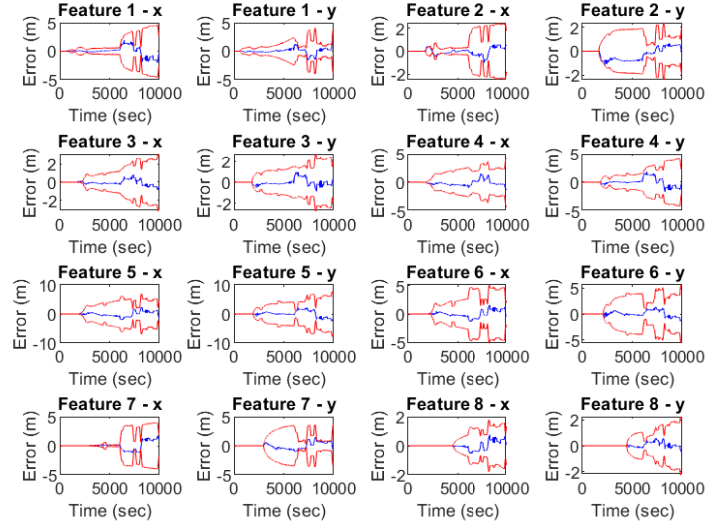 Feature 1 - x
Error (m)
5
0
-5
0 5000 10000
Time (sec)
Feature 1 - y
Error (m)
5
0
-5
0 5000 10000
Time (sec)
Feature 2 - x
Error (m)
2
0
-2
0 5000 10000
Time (sec)
Feature 2 - y
Error (m)
2
0
-2
0 5000 10000
Time (sec)
Feature 3 - x
Error (m)
2
0
-2
0 5000 10000
Time (sec)
Feature 3 - y
Error (m)
2
0
-2
0 5000 10000
Time (sec)
Feature 4 - x
Error (m)
5
0
-5
0 5000 10000
Time (sec)
Feature 4 - y
Error (m)
5
0
-5
0 5000 10000
Time (sec)
Feature 5 - x
Error (m)
10
0
-10
0 5000 10000
Time (sec)
Feature 5 - y
Error (m)
10
0
-10
0 5000 10000
Time (sec)
Feature 6 - x
Error (m)
5
0
-5
0 5000 10000
Time (sec)
Feature 6 - y
Error (m)
5
0
-5
0 5000 10000
Time (sec)
Feature 7 - x
Error (m)
5
0
-5
0 5000 10000
Time (sec)
Feature 7 - y
Error (m)
5
0
-5
0 5000 10000
Time (sec)
Feature 8 - x
Error (m)
2
0
-2
0 5000 10000
Time (sec)
Feature 8 - y
Error (m)
2
0
-2
0 5000 10000
Time (sec)